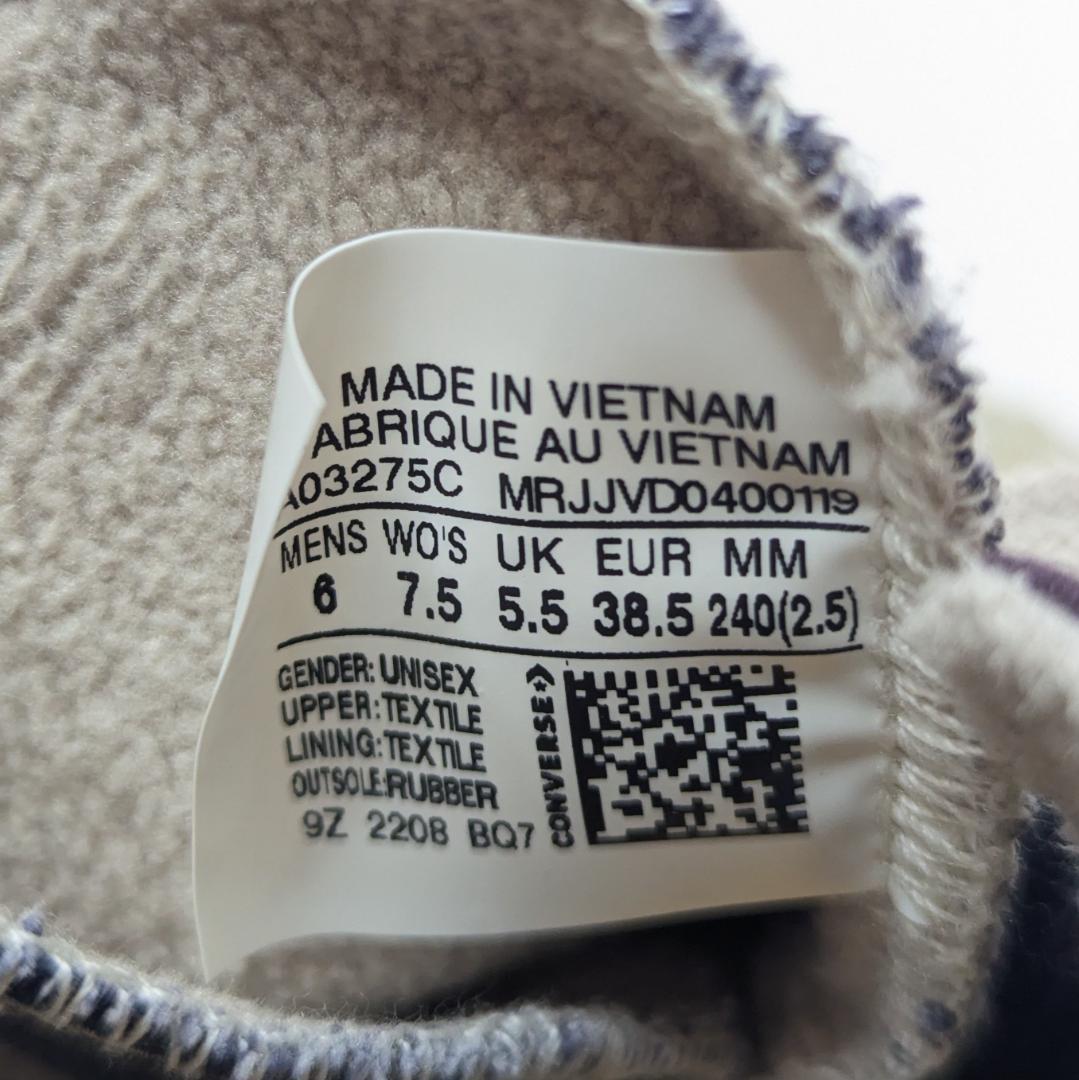 MADE IN VIETNAM
ABRIQUE AU VIETNAM
A03275C MRJJVD0400119
MENS WO'S UK EUR MM
6 7.5 5.5 38.5 240(2.5)
GENDER: UNISEX
UPPER: TEXTILE
LINING: TEXTILE
OUTSOLE: RUBBER
9Z 2208 BQ7
CONVERSE